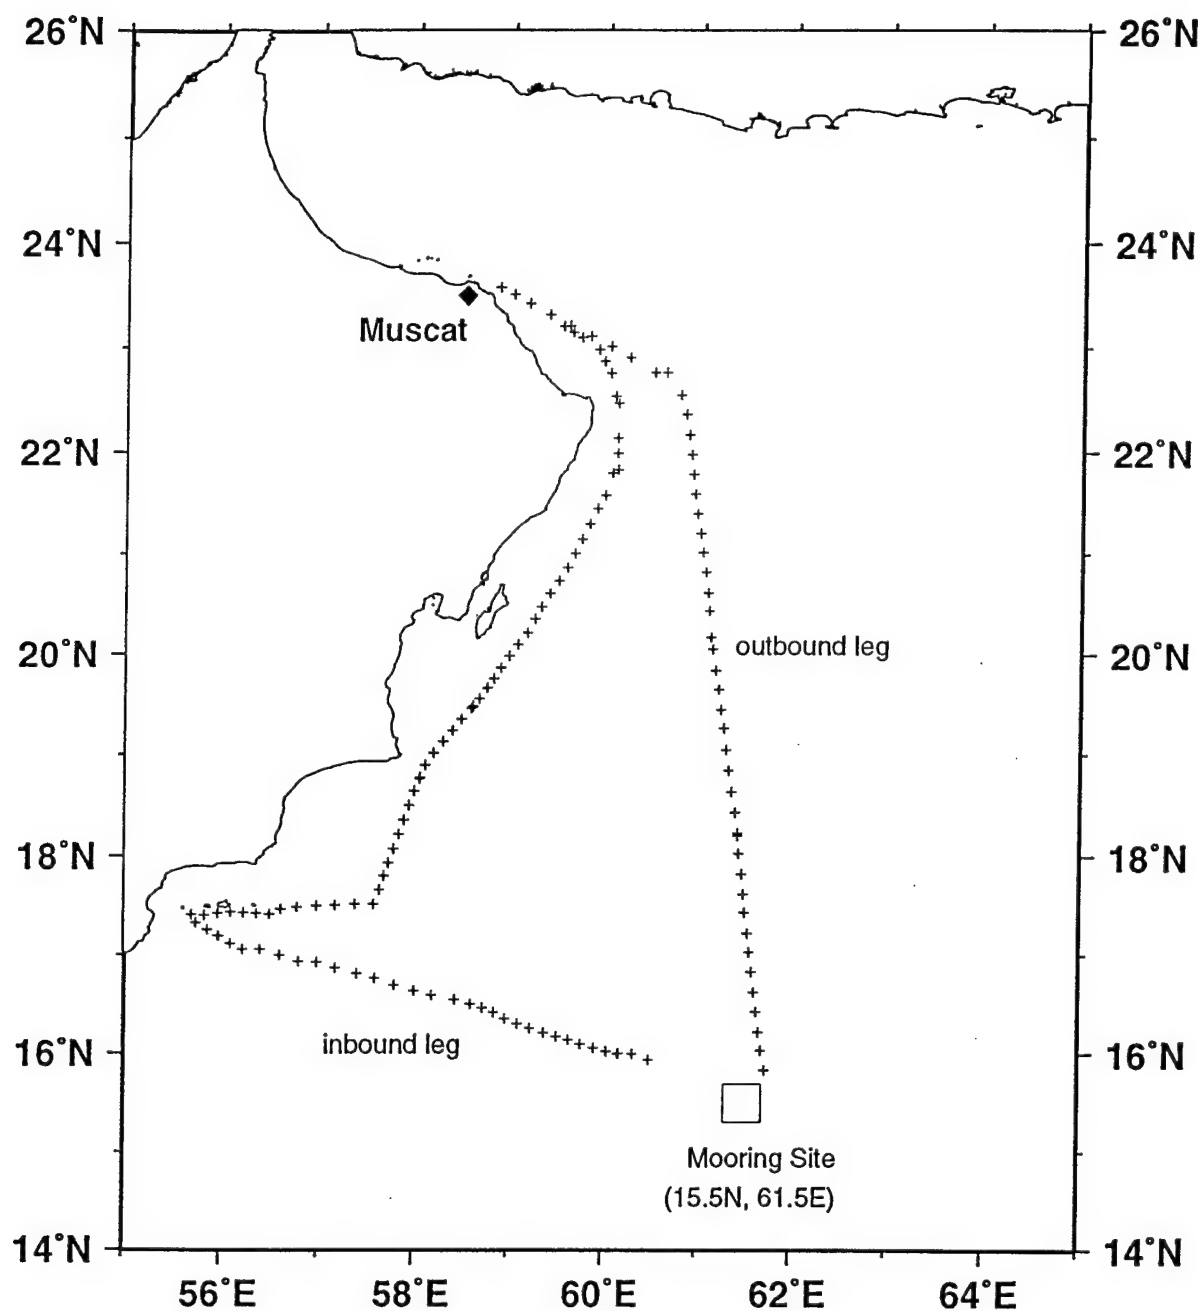 26°N 26°N
24°N 24°N
Muscat
22°N 22°N
20°N outbound leg 20°N
18°N 18°N
inbound leg
16°N 16°N
Mooring Site
(15.5N, 61.5E)
14°N 14°N
56°E 58°E 60°E 62°E 64°E